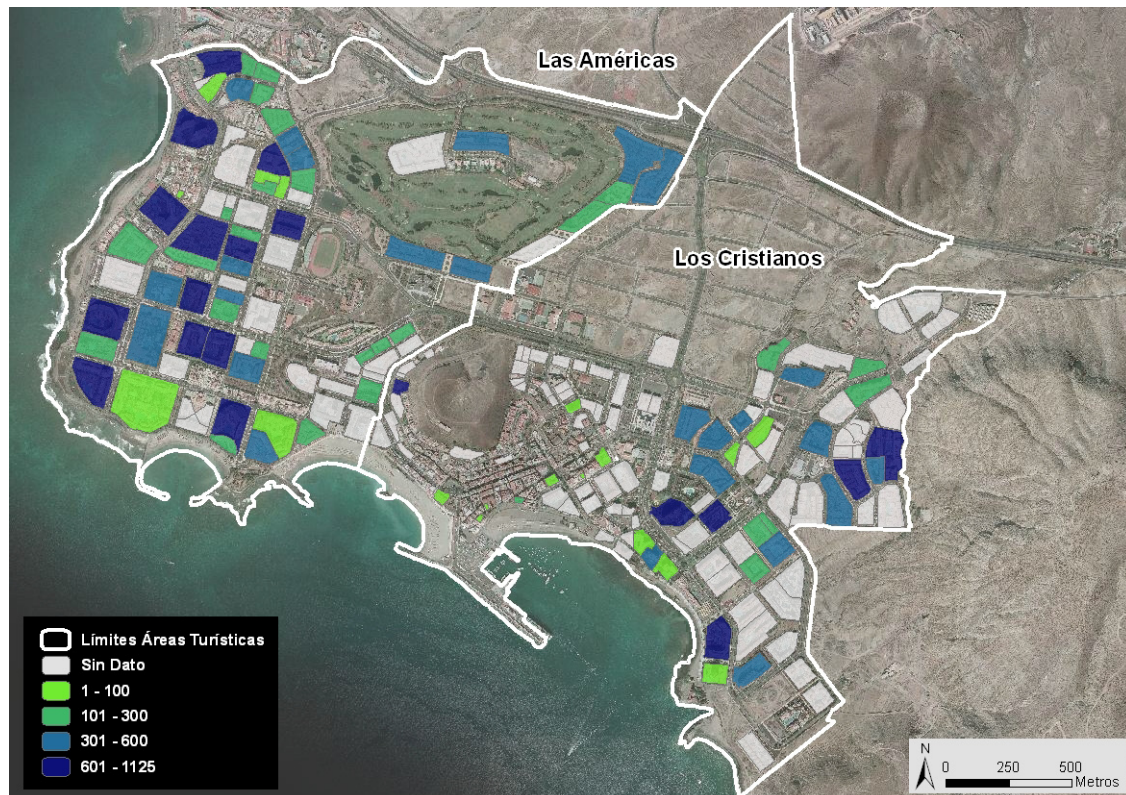 Las Américas
Los Cristianos
Límites Áreas Turísticas
Sin Dato
1 - 100
101 - 300
301 - 600
601 - 1125
N
0 250 500
Metros